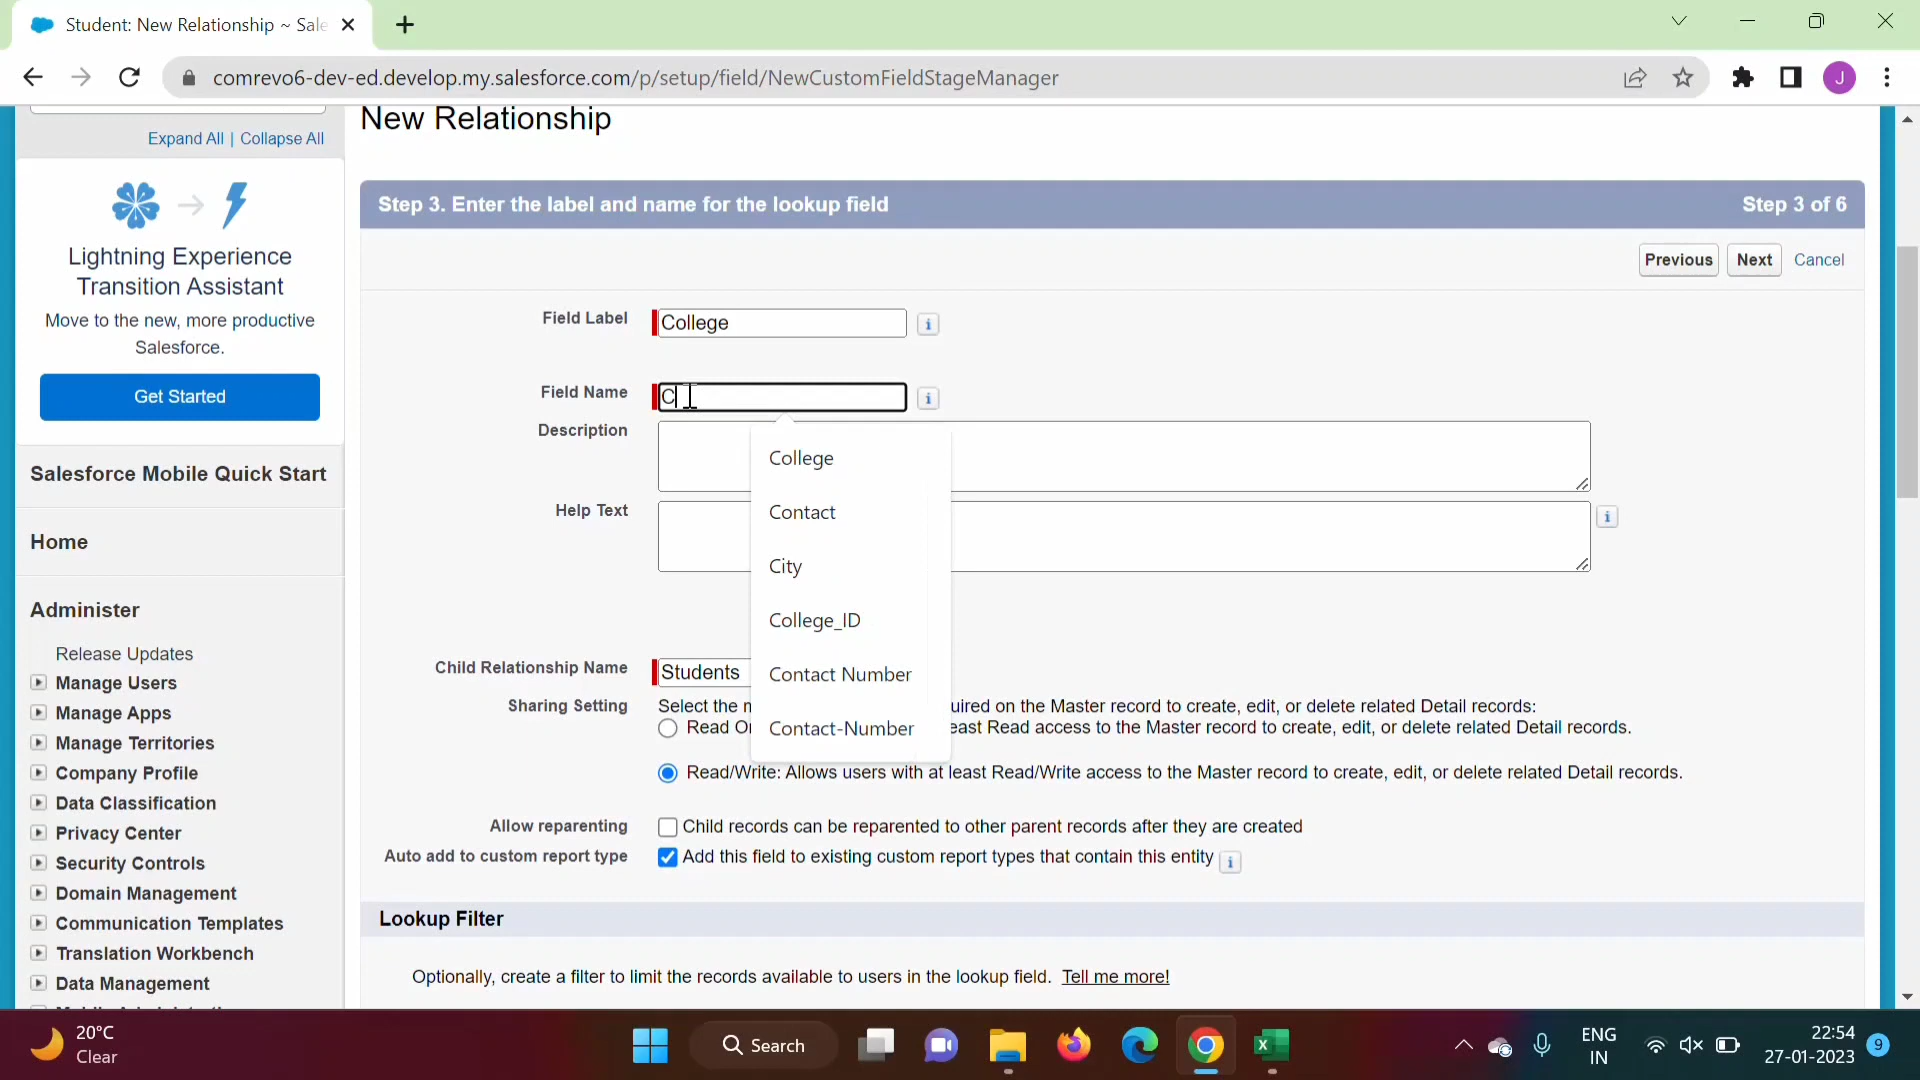 Student: New Relationship ~ Sale
comrevo6-dev-ed.develop.my.salesforce.com/p/setup/field/NewCustomFieldStageManager
J
Expand All | Collapse All
Lightning Experience
Transition Assistant
Move to the new, more productive
Salesforce.
Get Started
Salesforce Mobile Quick Start
Home
Administer
Release Updates
Manage Users
Manage Apps
Manage Territories
Company Profile
Data Classification
Privacy Center
Security Controls
Domain Management
Communication Templates
Translation Workbench
Data Management
New Relationship
Step 3. Enter the label and name for the lookup field
Step 3 of 6
Previous
Next
Cancel
Field Label
College
i
Field Name
C
i
Description
Help Text
i
College
Contact
City
College_ID
Contact Number
Contact-Number
Child Relationship Name
Students
Sharing Setting
Select the m
uired on the Master record to create, edit, or delete related Detail records:
Read O
east Read access to the Master record to create, edit, or delete related Detail records.
Read/Write: Allows users with at least Read/Write access to the Master record to create, edit, or delete related Detail records.
Allow reparenting
Child records can be reparented to other parent records after they are created
Auto add to custom report type
Add this field to existing custom report types that contain this entity
i
Lookup Filter
Optionally, create a filter to limit the records available to users in the lookup field. Tell me more!
20°C
Clear
Search
ENG
IN
22:54
27-01-2023
9